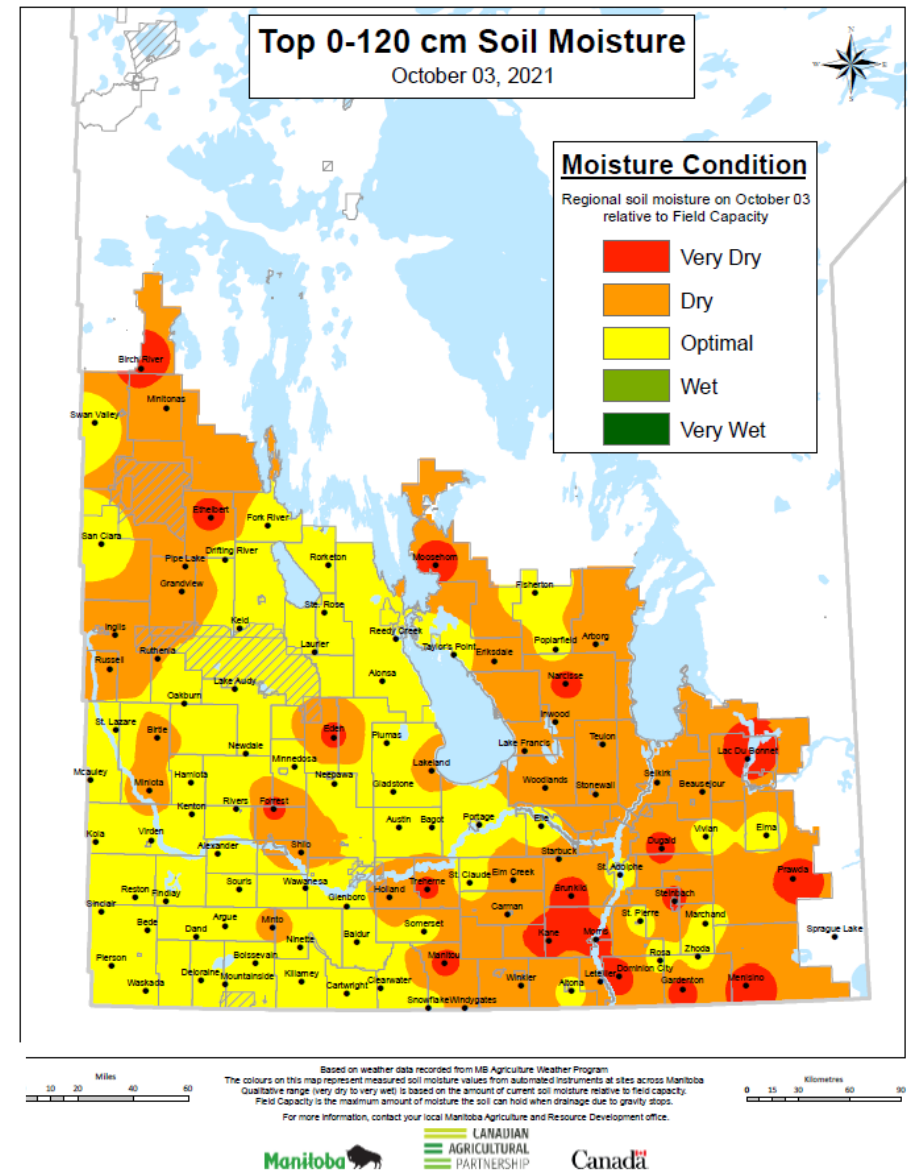 Top 0-120 cm Soil Moisture
October 03, 2021
N
W E
S
Moisture Condition
Regional soil moisture on October 03
relative to Field Capacity
Very Dry
Dry
Optimal
Wet
Very Wet
Birch River
Minitonas
Swan Valley
Ethelbert
Fork River
San Clara
Drifting River
Pipe Lake
Rorketon
Moosehorn
Grandview
Fisherton
Ste. Rose
Keld
Inglis
Reedy Creek
Poplarfield
Arborg
Laurier
Taylor's Point
Eriksdale
Ruthenia
Russell
Alonsa
Narcisse
Lake Audy
Oakburn
St. Lazare
Birtle
Eden
Plumas
Inwood
Teulon
Lake Francis
Lac Du Bonnet
Newdale
Minnedosa
Lakeland
Mcauley
Miniota
Hamiota
Neepawa
Gladstone
Woodlands
Stonewall
Selkirk
Beausejour
Kenton
Rivers
Forrest
Austin
Bagot
Portage
Elie
Vivian
Elma
Kola
Virden
Alexander
Shilo
Dugald
Starbuck
St. Adolphe
Prawda
Reston
Findlay
Souris
Wawanesa
Holland
Treherne
St. Claude
Elm Creek
Brunkild
Steinbach
Sinclair
Glenboro
Carman
St. Pierre
Marchand
Bede
Dand
Argue
Minto
Ninette
Baldur
Somerset
Kane
Morris
Sprague Lake
Pierson
Boissevain
Manitou
Rosa
Zhoda
Waskada
Deloraine
Mountainside
Killarney
Cartwright
Clearwater
Winkler
Altona
Letellier
Dominion City
Gardenton
Menisino
Snowflake
Windygates
Miles
10 20 40 60
Kilometres
0 15 30 60 90
Based on weather data recorded from MB Agriculture Weather Program
The colours on this map represent measured soil moisture values from automated instruments at sites across Manitoba
Qualitative range (very dry to very wet) is based on the amount of current soil moisture relative to field capacity.
Field Capacity is the maximum amount of moisture the soil can hold when drainage due to gravity stops.
For more information, contact your local Manitoba Agriculture and Resource Development office.
Manitoba
CANADIAN
AGRICULTURAL
PARTNERSHIP
Canada